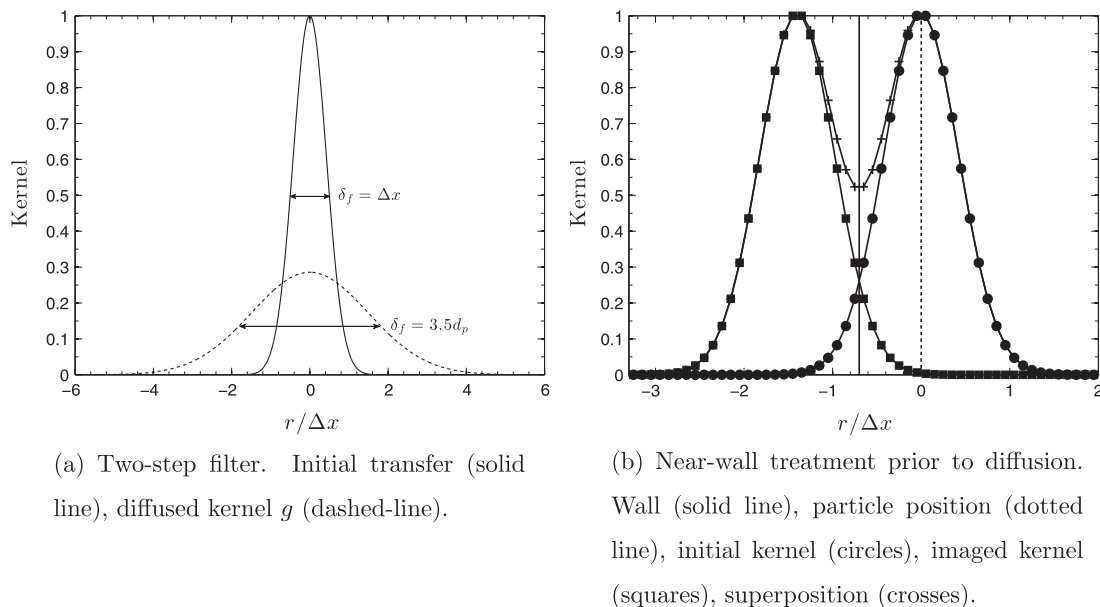 1
0.9
0.8
0.7
0.6
0.5
0.4
0.3
0.2
0.1
0
Kernel
δf = Δx
δf = 3.5dp
−6
−4
−2
0
2
4
6
r/Δx
(a) Two-step filter. Initial transfer (solid
line), diffused kernel g (dashed-line).
1
0.9
0.8
0.7
0.6
0.5
0.4
0.3
0.2
0.1
0
Kernel
−3
−2
−1
0
1
2
r/Δx
(b) Near-wall treatment prior to diffusion.
Wall (solid line), particle position (dotted
line), initial kernel (circles), imaged kernel
(squares), superposition (crosses).